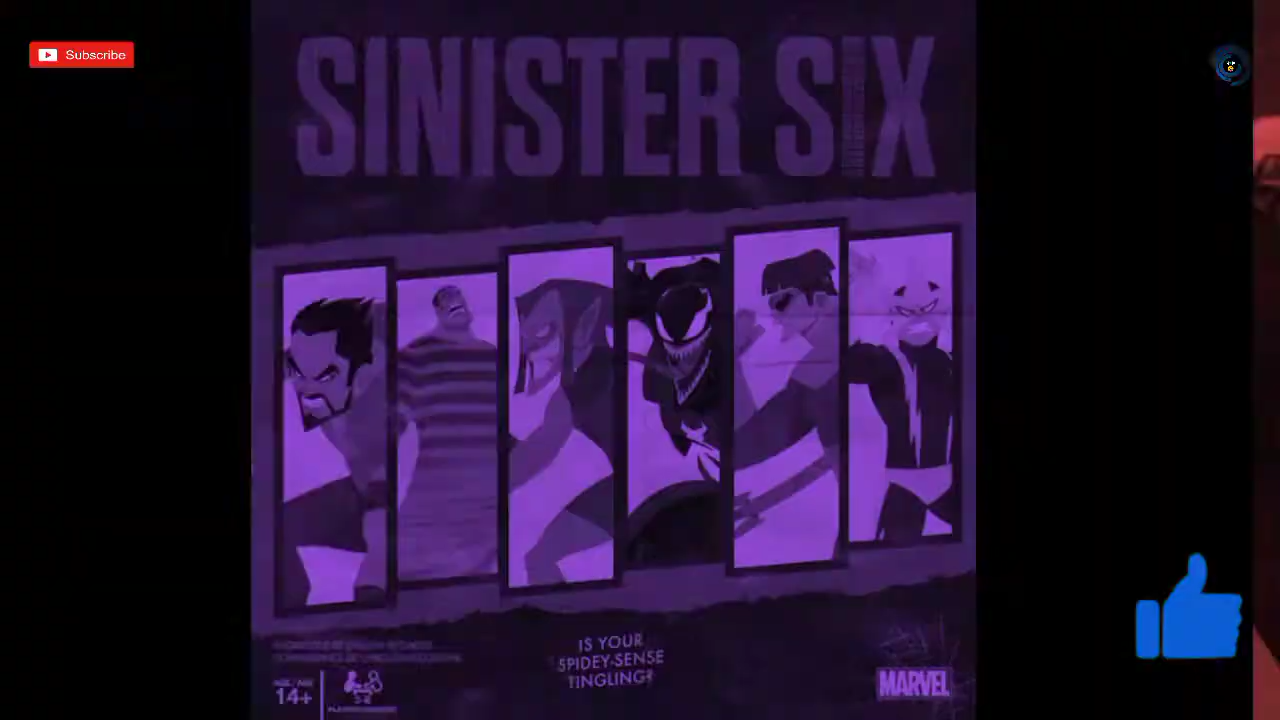 Subscribe
SINISTER SIX
IS YOUR
SPIDEY-SENSE
TINGLING?
14+
MARVEL